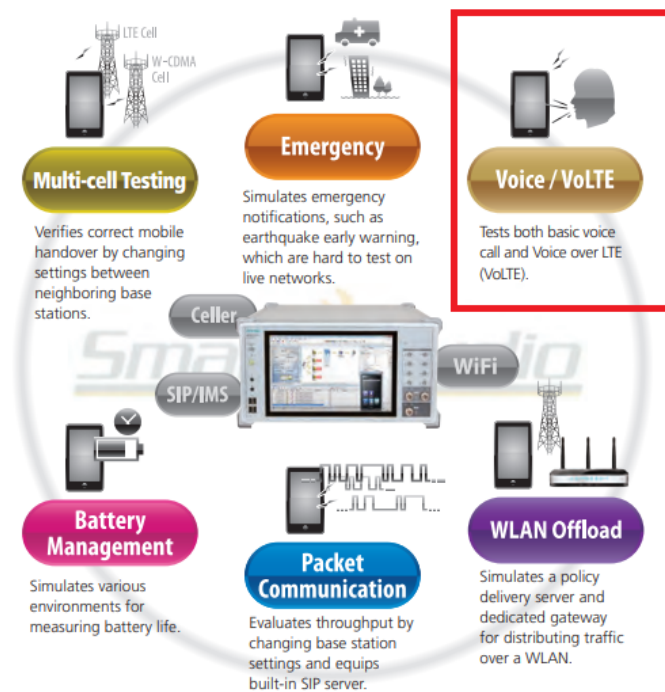 LTE Cell
W-CDMA
Cell
Multi-cell Testing
Verifies correct mobile
handover by changing
settings between
neighboring base
stations.
Emergency
Simulates emergency
notifications, such as
earthquake early warning,
which are hard to test on
live networks.
Voice / VoLTE
Tests both basic voice
call and Voice over LTE
(VoLTE).
Celler
SIP/IMS
WiFi
Battery
Management
Simulates various
environments for
measuring battery life.
Packet
Communication
Evaluates throughput by
changing base station
settings and equips
built-in SIP server.
WLAN Offload
Simulates a policy
delivery server and
dedicated gateway
for distributing traffic
over a WLAN.